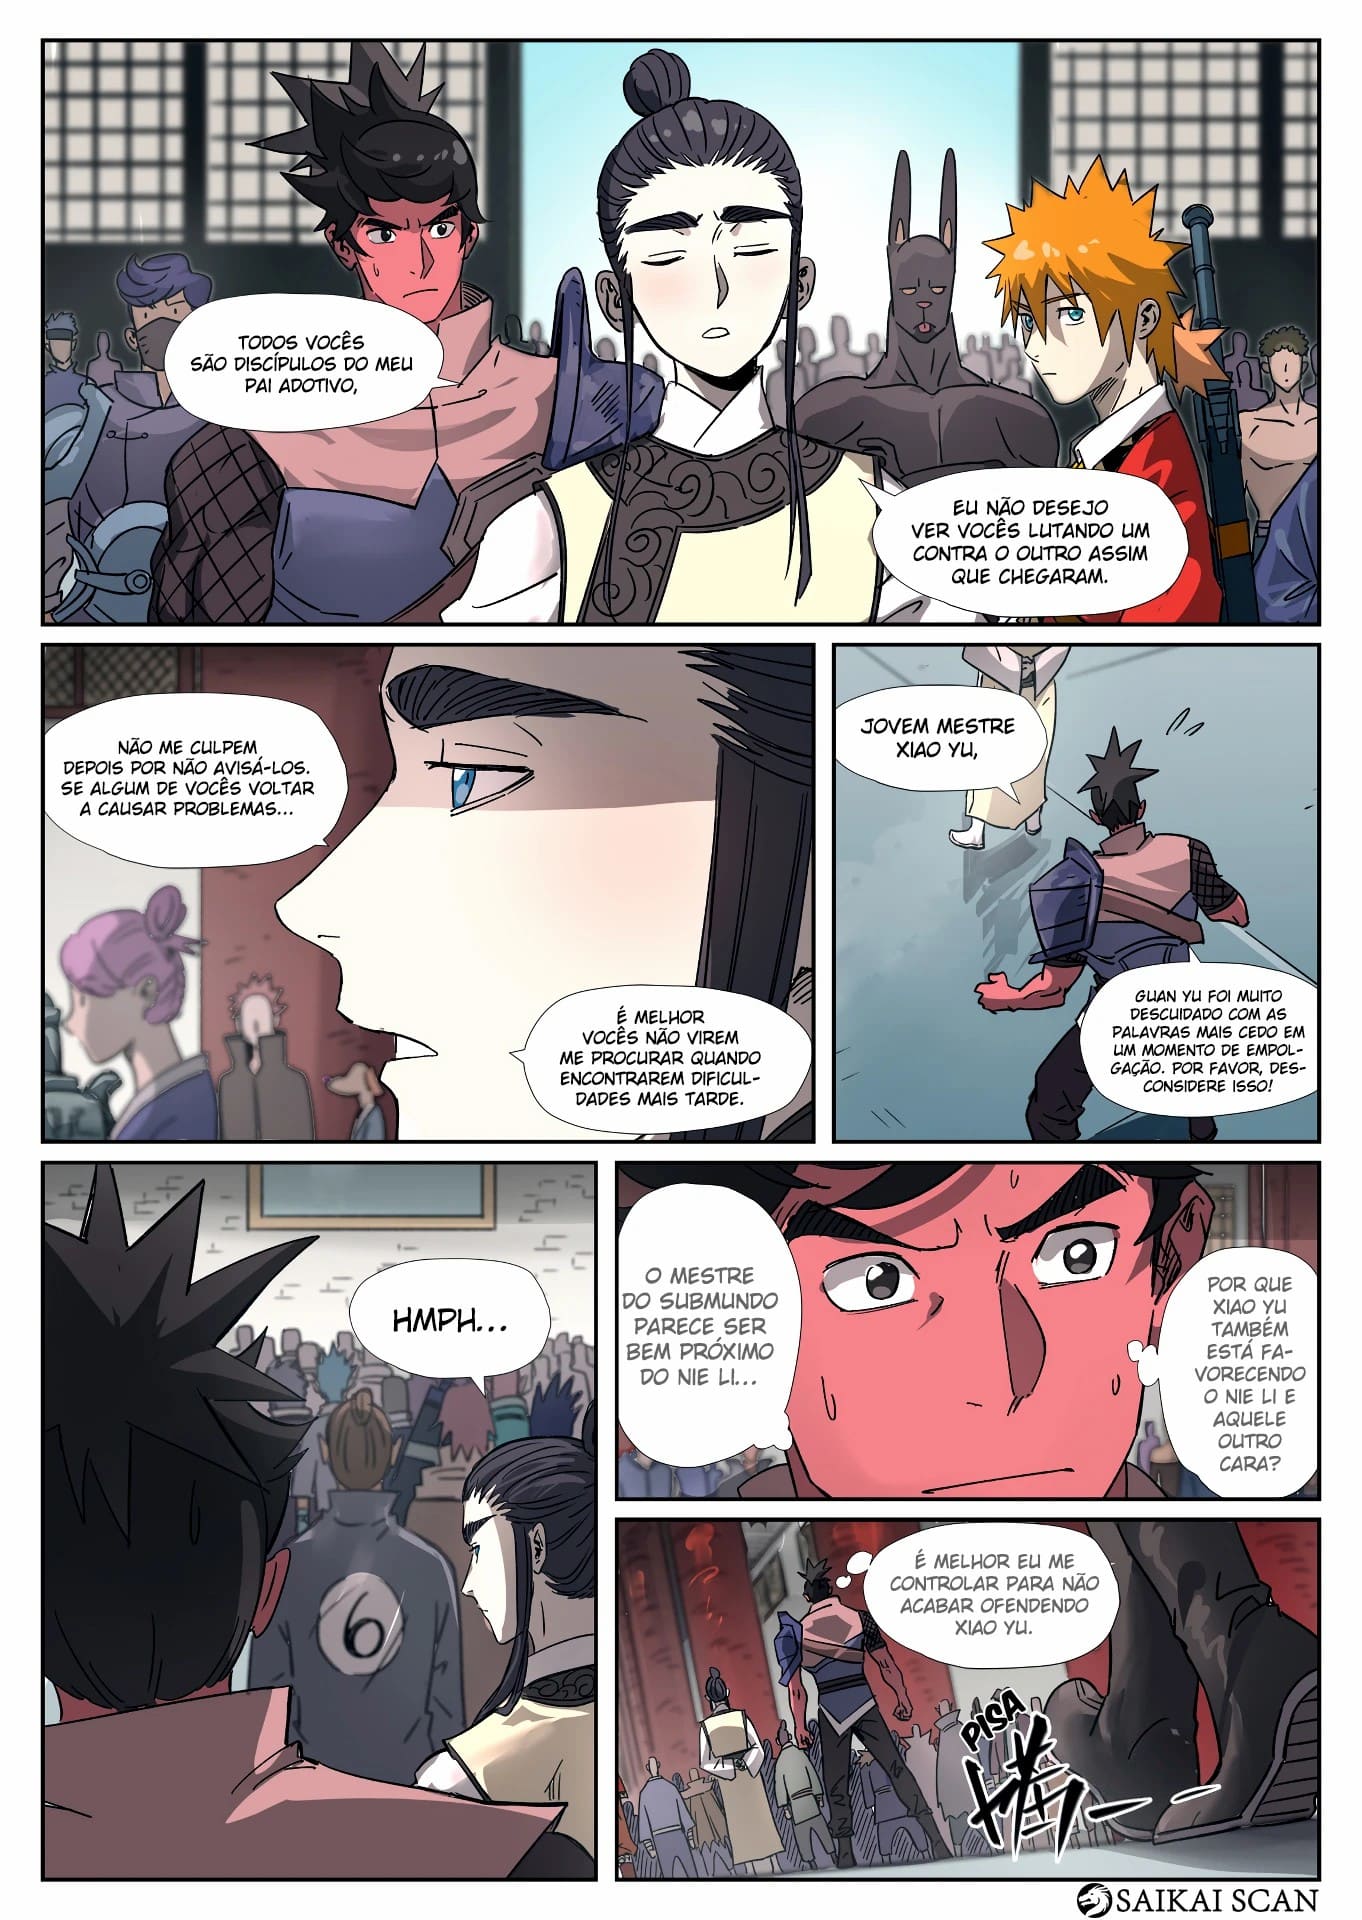 TODOS VOCÊS
SÃO DISCÍPULOS DO MEU
PAI ADOTIVO,
EU NÃO DESEJO
VER VOCÊS LUTANDO UM
CONTRA O OUTRO ASSIM
QUE CHEGARAM.
NÃO ME CULPEM
DEPOIS POR NÃO AVISÁ-LOS.
SE ALGUM DE VOCÊS VOLTAR
A CAUSAR PROBLEMAS...
É MELHOR
VOCÊS NÃO VIREM
ME PROCURAR QUANDO
ENCONTRAREM DIFICUL-
DADES MAIS TARDE.
JOVEM MESTRE
XIAO YU,
GUAN YU FOI MUITO
DESCUIDADO COM AS
PALAVRAS MAIS CEDO EM
UM MOMENTO DE EMPOL-
GAÇÃO. POR FAVOR, DES-
CONSIDERE ISSO!
HMPH...
6
O MESTRE
DO SUBMUNDO
PARECE SER
BEM PRÓXIMO
DO NIE LI...
POR QUE
XIAO YU
TAMBÉM
ESTÁ FA-
VORECENDO
O NIE LI E
AQUELE
OUTRO
CARA?
É MELHOR EU ME
CONTROLAR PARA NÃO
ACABAR OFENDENDO
XIAO YU.
PISA
SAIKAI SCAN